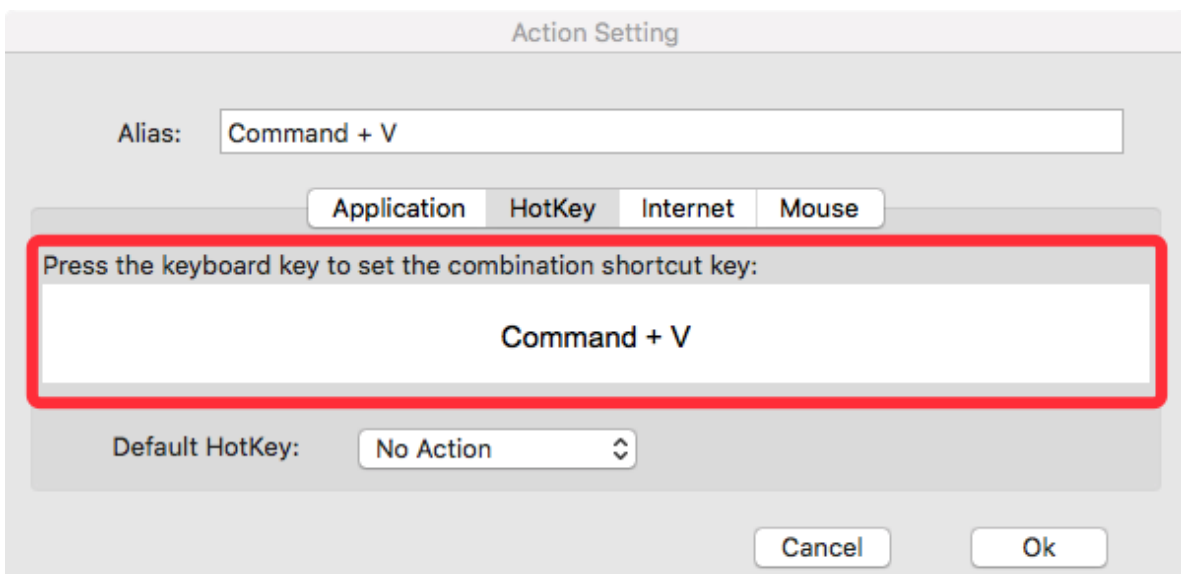 Action Setting
Alias: Command + V
Application HotKey Internet Mouse
Press the keyboard key to set the combination shortcut key:
Command + V
Default HotKey: No Action
Cancel Ok